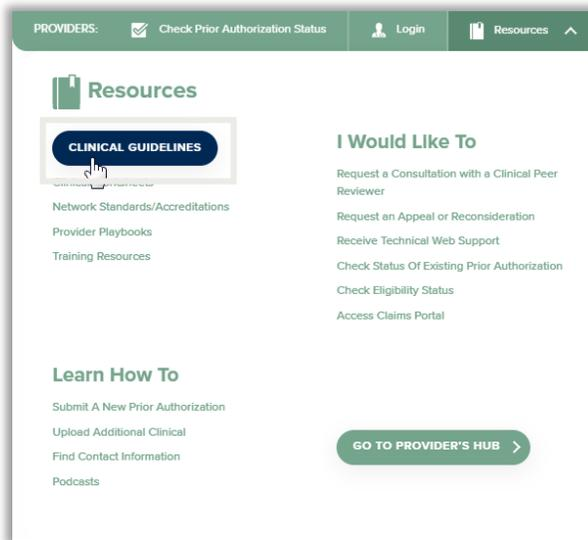 PROVIDERS:
Check Prior Authorization Status
Login
Resources
Resources
CLINICAL GUIDELINES
Clinical Worksheets
Network Standards/Accreditations
Provider Playbooks
Training Resources
I Would Like To
Request a Consultation with a Clinical Peer
Reviewer
Request an Appeal or Reconsideration
Receive Technical Web Support
Check Status Of Existing Prior Authorization
Check Eligibility Status
Access Claims Portal
Learn How To
Submit A New Prior Authorization
Upload Additional Clinical
Find Contact Information
Podcasts
GO TO PROVIDER'S HUB